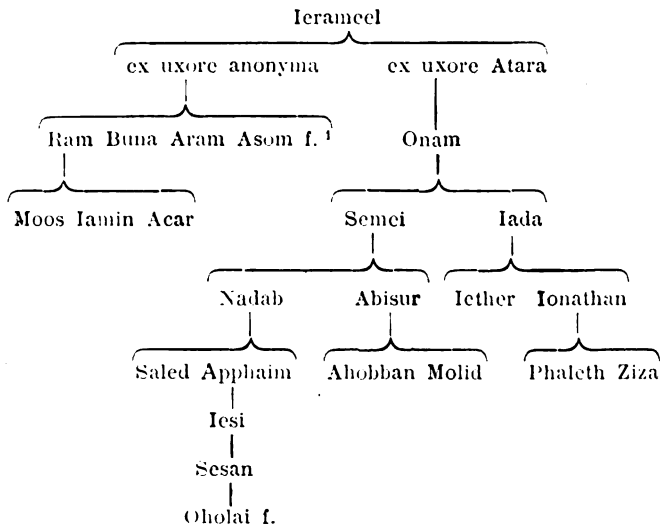 Ierameel
ex uxore anonyma ex uxore Atara
Ram Buna Aram Asom f. 1 Onam
Moos Iamin Acar Semei Iada
Nadab Abisur Iether Ionathan
Saled Apphaim Ahobban Molid Phaleth Ziza
Iesi
Sesan
Oholai f.